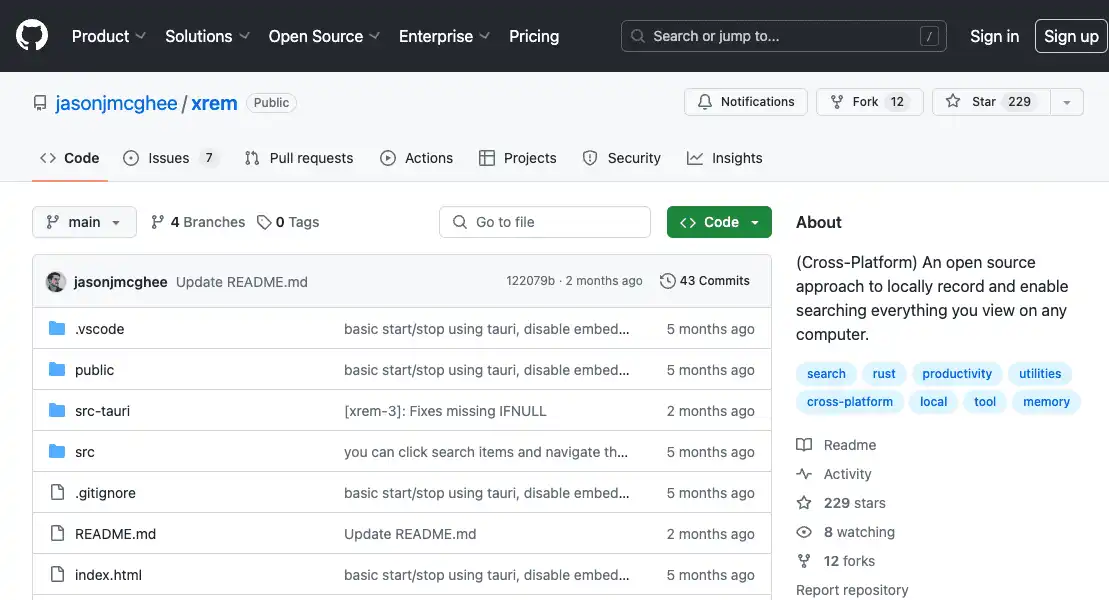 Product Solutions Open Source Enterprise Pricing Search or jump to... / Sign in Sign up
jasonjmcghee / xrem Public Notifications Fork 12 Star 229
Code Issues 7 Pull requests Actions Projects Security Insights
main 4 Branches 0 Tags Go to file Code
jasonjmcghee Update README.md 122079b · 2 months ago 43 Commits
.vscode basic start/stop using tauri, disable embed... 5 months ago
public basic start/stop using tauri, disable embed... 5 months ago
src-tauri [xrem-3]: Fixes missing IFNULL 2 months ago
src you can click search items and navigate th... 5 months ago
.gitignore basic start/stop using tauri, disable embed... 5 months ago
README.md Update README.md 2 months ago
index.html basic start/stop using tauri, disable embed... 5 months ago
About
(Cross-Platform) An open source
approach to locally record and enable
searching everything you view on any
computer.
search rust productivity utilities
cross-platform local tool memory
Readme
Activity
229 stars
8 watching
12 forks
Report repository